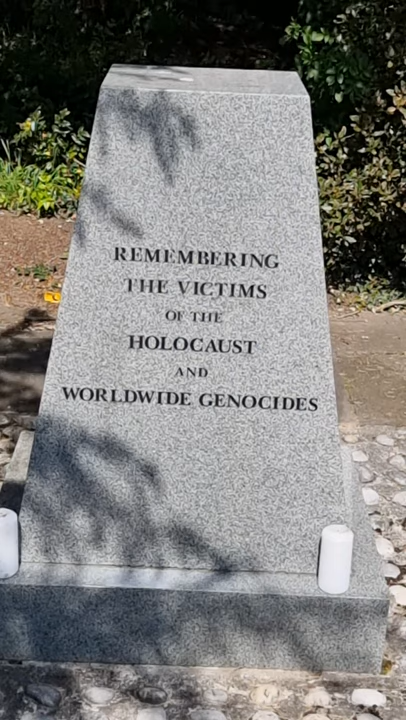 REMEMBERING
THE VICTIMS
OF THE
HOLOCAUST
AND
WORLDWIDE GENOCIDES